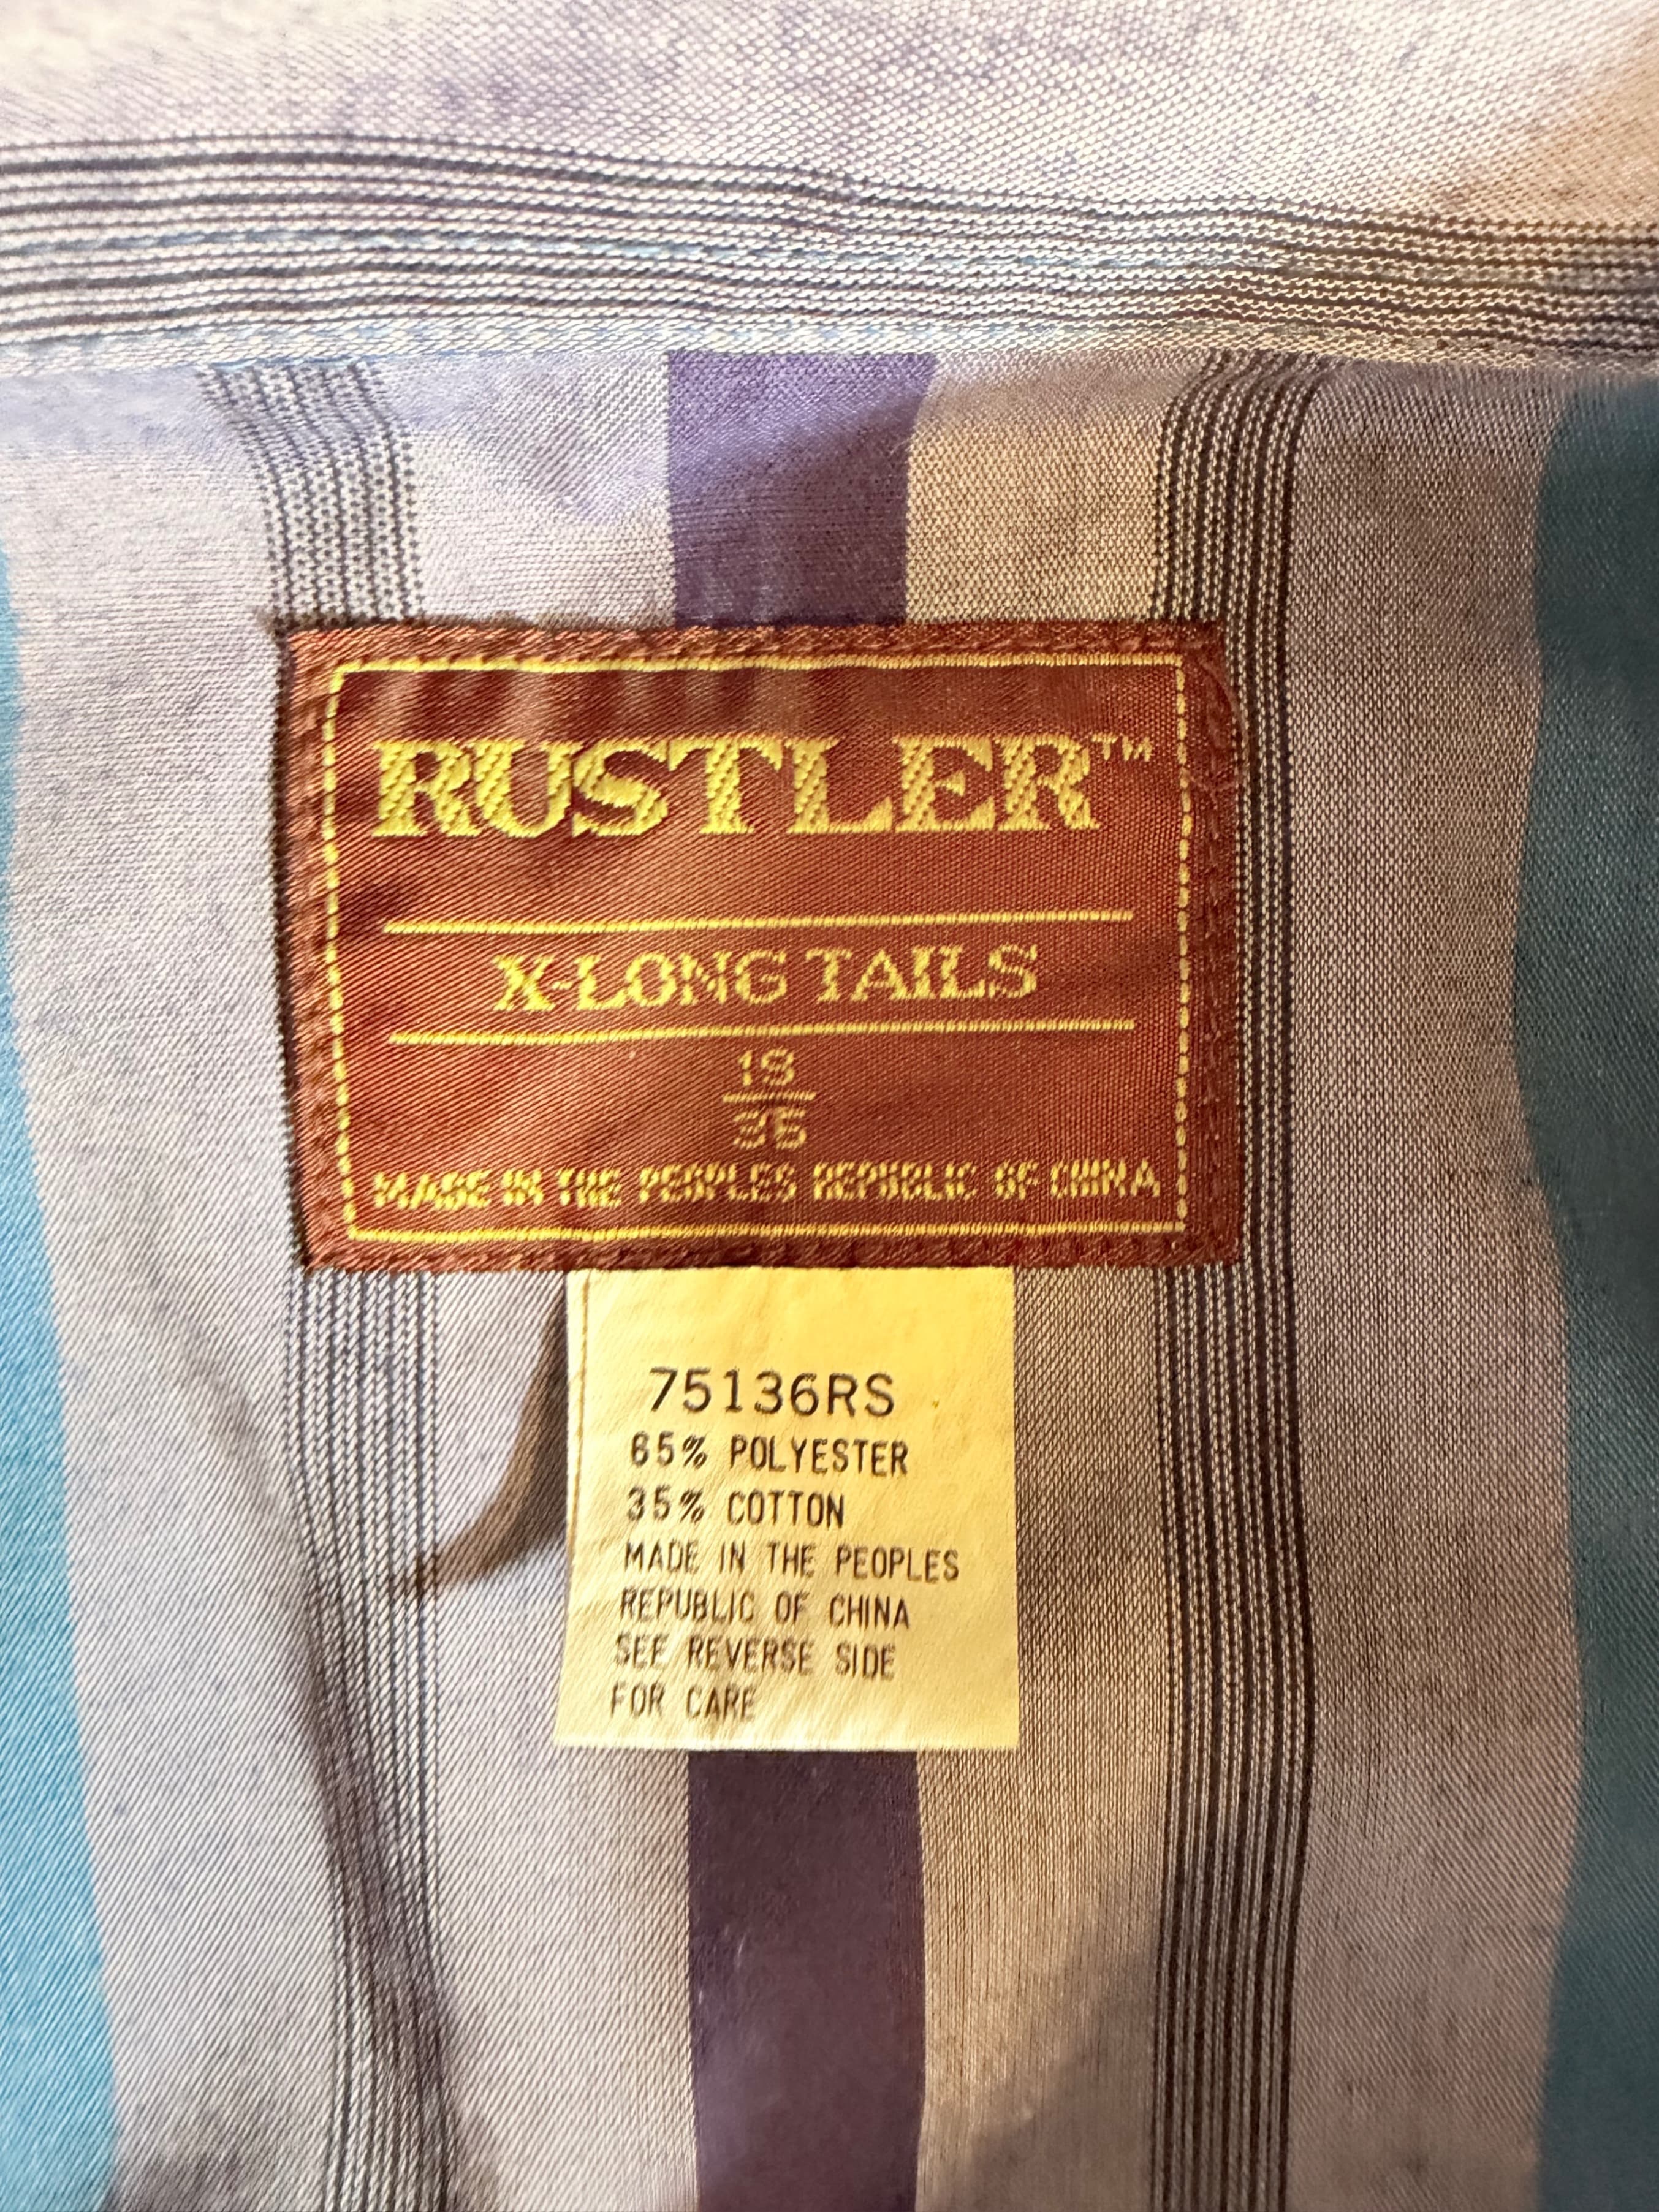 RUSTLER™
X-LONG TAILS
19
36
MADE IN THE PEOPLES REPUBLIC OF CHINA
75136RS
65% POLYESTER
35% COTTON
MADE IN THE PEOPLES
REPUBLIC OF CHINA
SEE REVERSE SIDE
FOR CARE